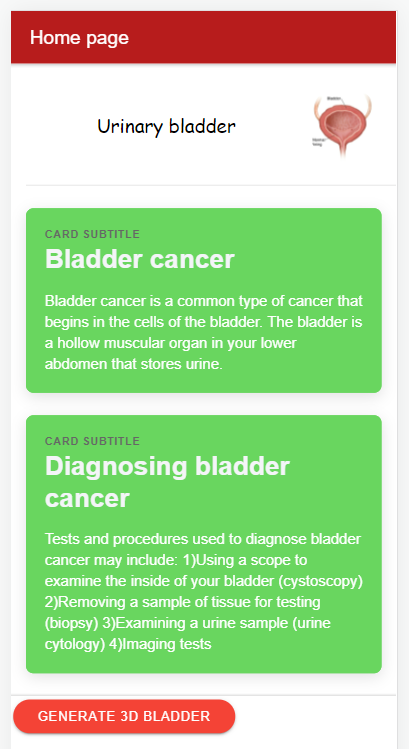 Home page
Urinary bladder
Bladder
CARD SUBTITLE
Bladder cancer
Bladder cancer is a common type of cancer that
begins in the cells of the bladder. The bladder is
a hollow muscular organ in your lower
abdomen that stores urine.
CARD SUBTITLE
Diagnosing bladder
cancer
Tests and procedures used to diagnose bladder
cancer may include: 1)Using a scope to
examine the inside of your bladder (cystoscopy)
2)Removing a sample of tissue for testing
(biopsy) 3)Examining a urine sample (urine
cytology) 4)Imaging tests
GENERATE 3D BLADDER